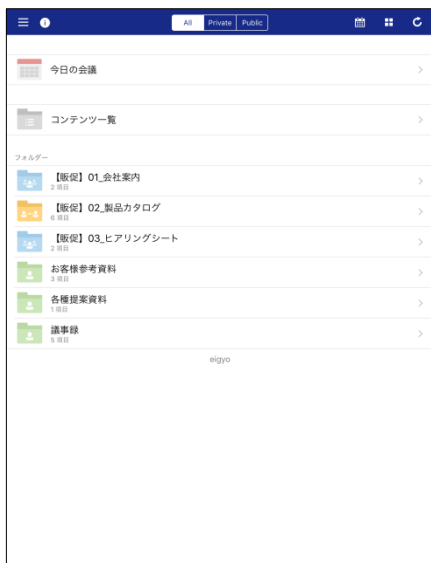 All Private Public
今日の会議
コンテンツ一覧
フォルダー
【販促】01_会社案内
2 項目
【販促】02_製品カタログ
6 項目
【販促】03_ヒアリングシート
2 項目
お客様参考資料
3 項目
各種提案資料
1 項目
議事録
5 項目
eigyo